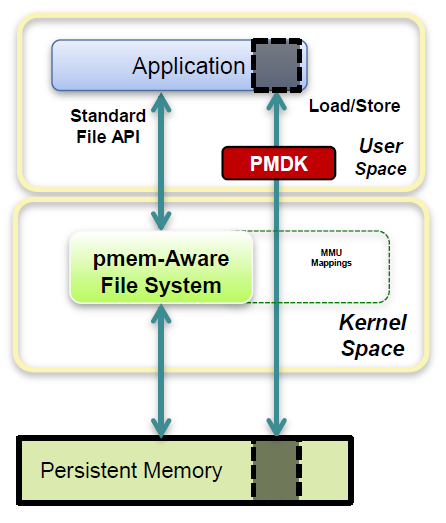 Application
Standard
File API
Load/Store
PMDK
User
Space
pmem-Aware
File System
MMU
Mappings
Kernel
Space
Persistent Memory